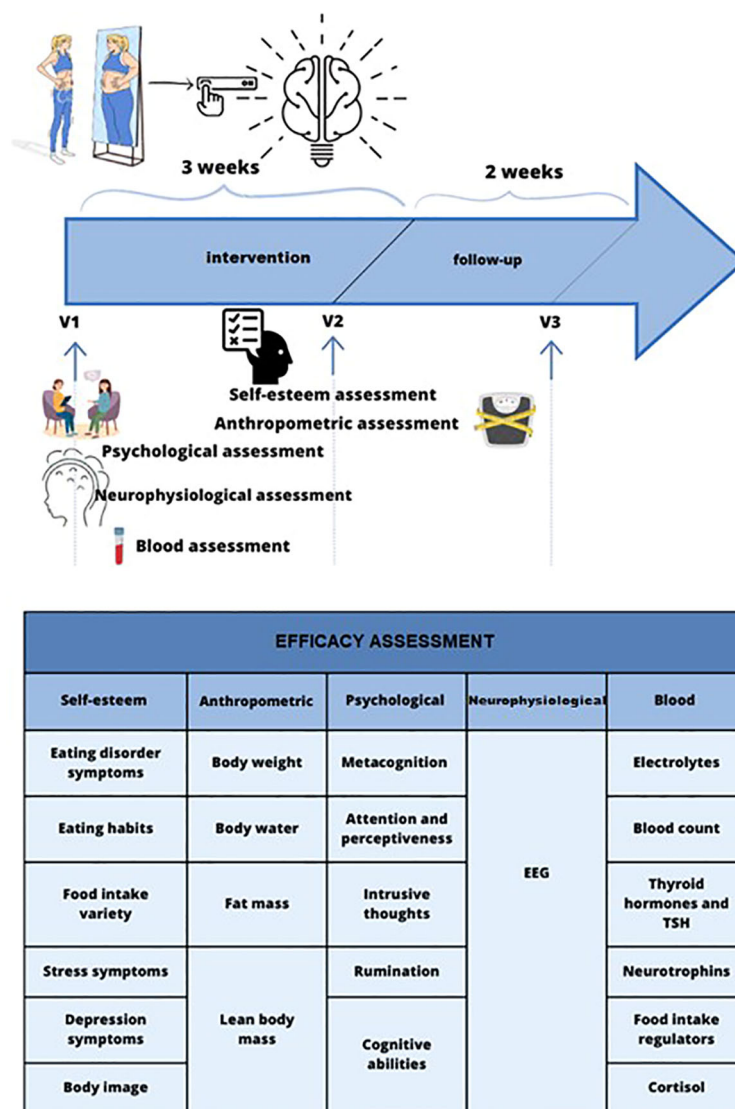 3 weeks
2 weeks
intervention
follow-up
V1
V2
V3
Self-esteem assessment
Anthropometric assessment
Psychological assessment
Neurophysiological assessment
Blood assessment
EFFICACY ASSESSMENT
Self-esteem
Anthropometric
Psychological
Neurophysiological
Blood
Eating disorder
symptoms
Body weight
Metacognition
Electrolytes
Eating habits
Body water
Attention and
perceptiveness
Blood count
EEG
Food intake
variety
Fat mass
Intrusive
thoughts
Thyroid
hormones and
TSH
Stress symptoms
Rumination
Neurotrophins
Depression
symptoms
Lean body
mass
Cognitive
abilities
Food intake
regulators
Body image
Cortisol